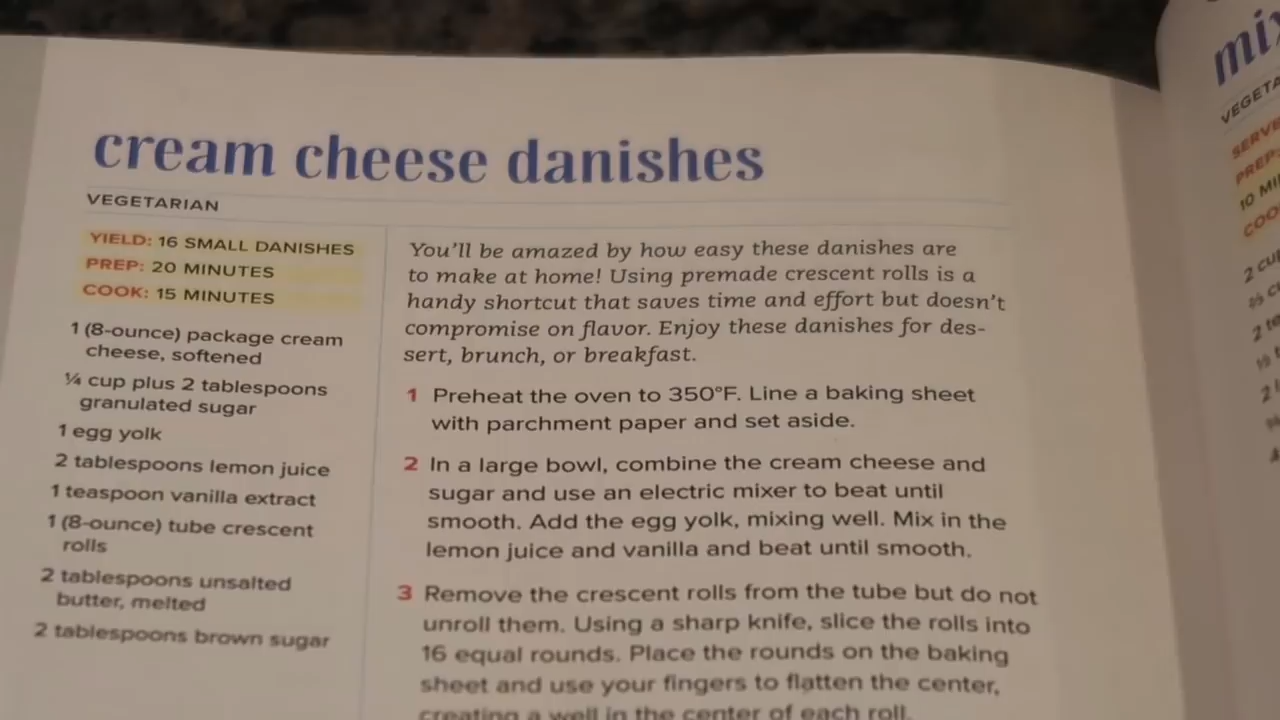 cream cheese danishes
VEGETARIAN
YIELD: 16 SMALL DANISHES
PREP: 20 MINUTES
COOK: 15 MINUTES
1 (8-ounce) package cream
cheese, softened
¼ cup plus 2 tablespoons
granulated sugar
1 egg yolk
2 tablespoons lemon juice
1 teaspoon vanilla extract
1 (8-ounce) tube crescent
rolls
2 tablespoons unsalted
butter, melted
2 tablespoons brown sugar
You'll be amazed by how easy these danishes are
to make at home! Using premade crescent rolls is a
handy shortcut that saves time and effort but doesn't
compromise on flavor. Enjoy these danishes for des-
sert, brunch, or breakfast.
1 Preheat the oven to 350°F. Line a baking sheet
with parchment paper and set aside.
2 In a large bowl, combine the cream cheese and
sugar and use an electric mixer to beat until
smooth. Add the egg yolk, mixing well. Mix in the
lemon juice and vanilla and beat until smooth.
3 Remove the crescent rolls from the tube but do not
unroll them. Using a sharp knife, slice the rolls into
16 equal rounds. Place the rounds on the baking
sheet and use your fingers to flatten the center,
creating a well in the center of each roll.
PREP: